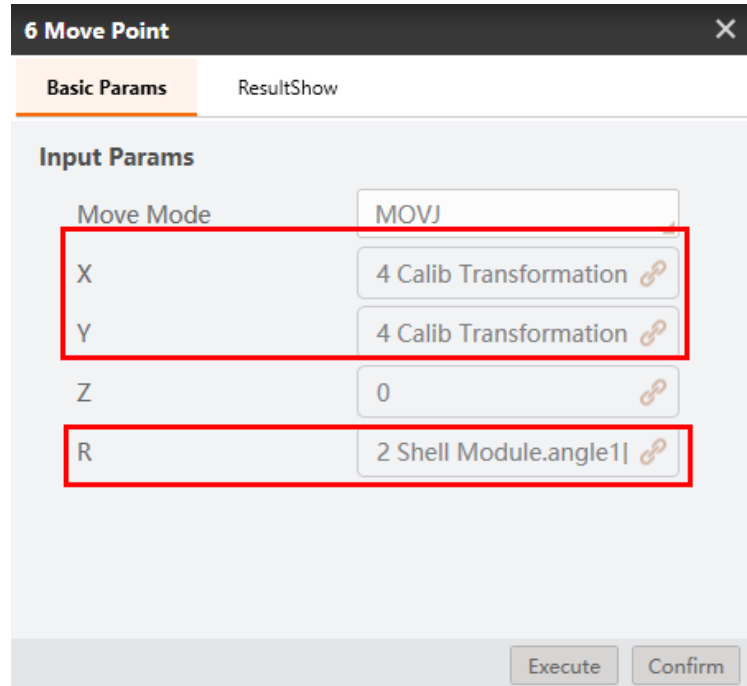 6 Move Point
Basic Params ResultShow
Input Params
Move Mode MOVJ
X 4 Calib Transformation
Y 4 Calib Transformation
Z 0
R 2 Shell Module.angle1|
Execute Confirm